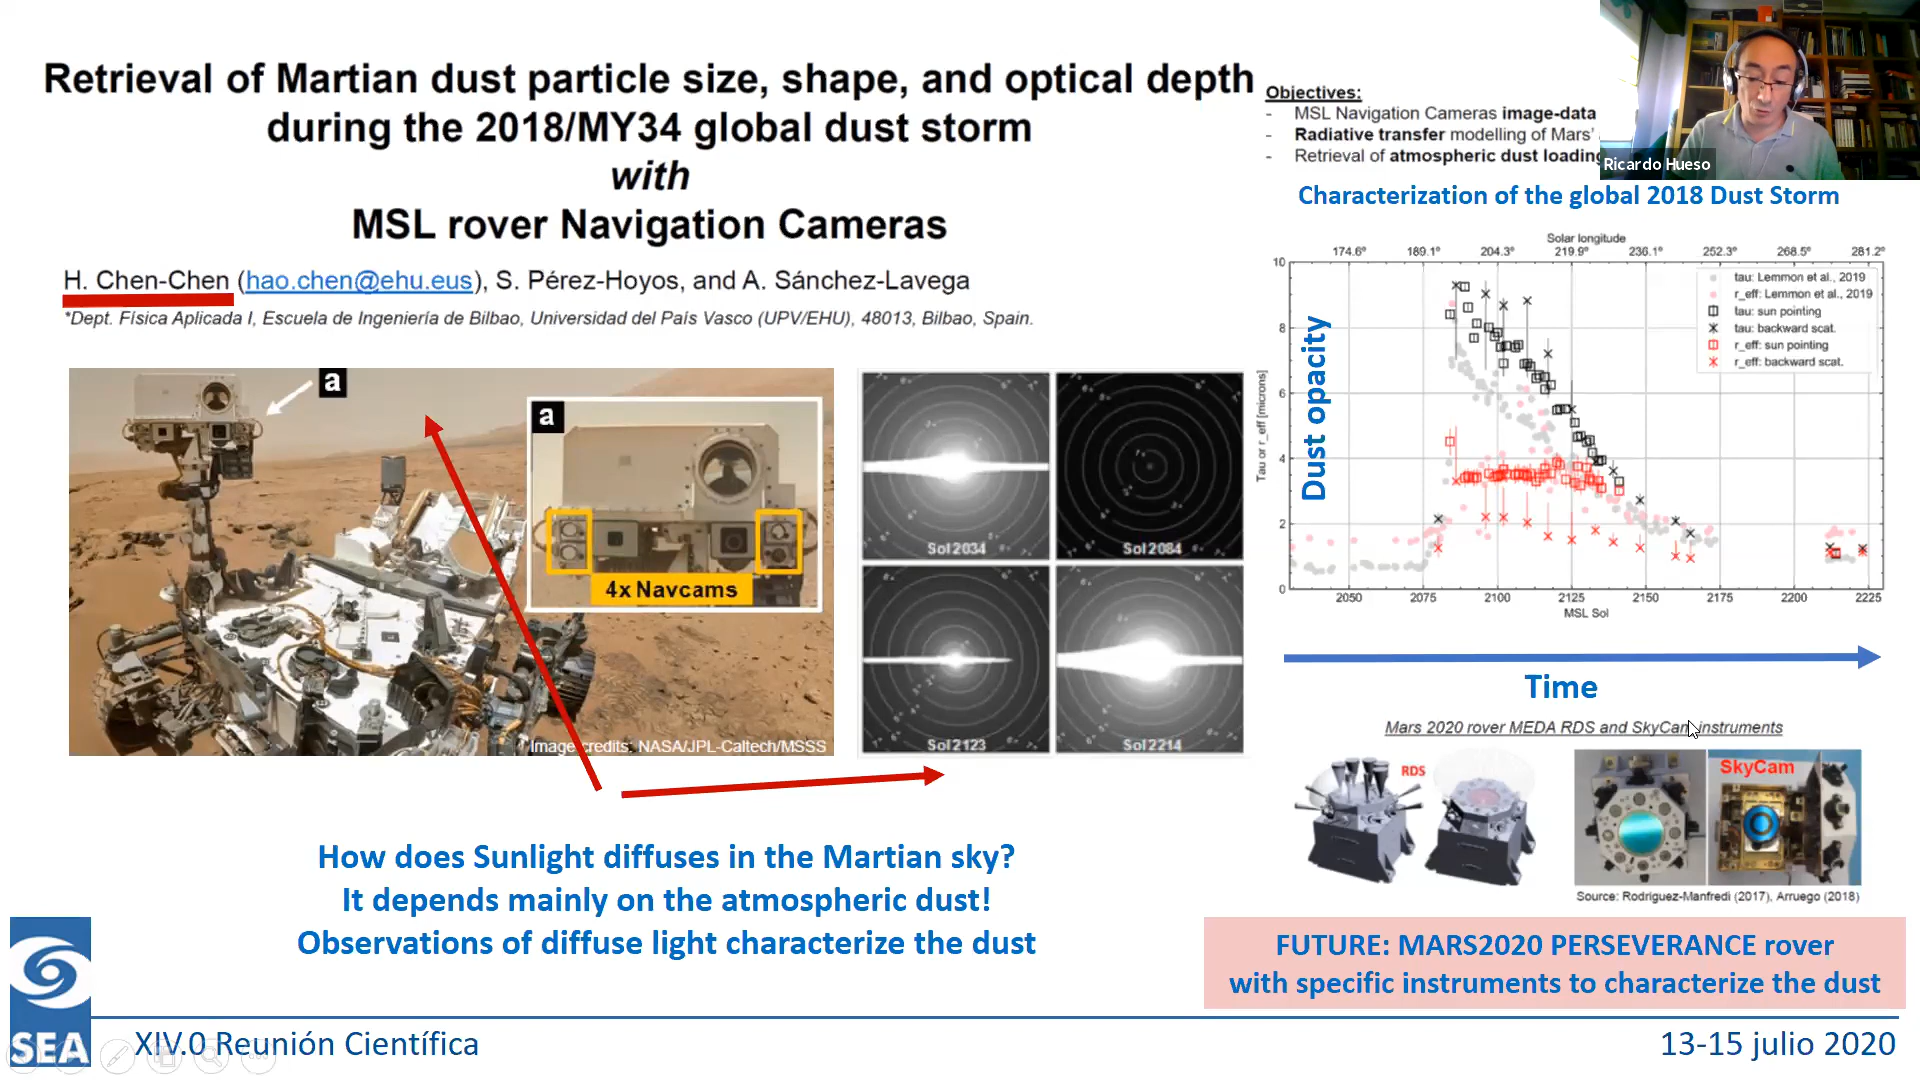 Retrieval of Martian dust particle size, shape, and optical depth
during the 2018/MY34 global dust storm
with
MSL rover Navigation Cameras
H. Chen-Chen (hao.chen@ehu.eus), S. Pérez-Hoyos, and A. Sánchez-Lavega
*Dept. Física Aplicada I, Escuela de Ingeniería de Bilbao, Universidad del País Vasco (UPV/EHU), 48013, Bilbao, Spain.
a
a
4x Navcams
Image credits: NASA/JPL-Caltech/MSSS
Sol 2034
Sol 2084
Sol 2123
Sol 2214
How does Sunlight diffuses in the Martian sky?
It depends mainly on the atmospheric dust!
Observations of diffuse light characterize the dust
Objectives:
- MSL Navigation Cameras image-data
- Radiative transfer modelling of Mars'
- Retrieval of atmospheric dust loading
Ricardo Hueso
Characterization of the global 2018 Dust Storm
Solar longitude
174.6° 189.1° 204.3° 219.9° 236.1° 252.3° 268.5° 281.2°
tau: Lemmon et al., 2019
r_eff: Lemmon et al., 2019
tau: sun pointing
tau: backward scat.
r_eff: sun pointing
r_eff: backward scat.
Tau or r_eff [microns]
Dust opacity
10
8
6
4
2
0
2050 2075 2100 2125 2150 2175 2200 2225
MSL Sol
Time
Mars 2020 rover MEDA RDS and SkyCam instruments
RDS
SkyCam
Source: Rodriguez-Manfredi (2017), Arruego (2018)
FUTURE: MARS2020 PERSEVERANCE rover
with specific instruments to characterize the dust
SEA
XIV.0 Reunión Científica
13-15 julio 2020